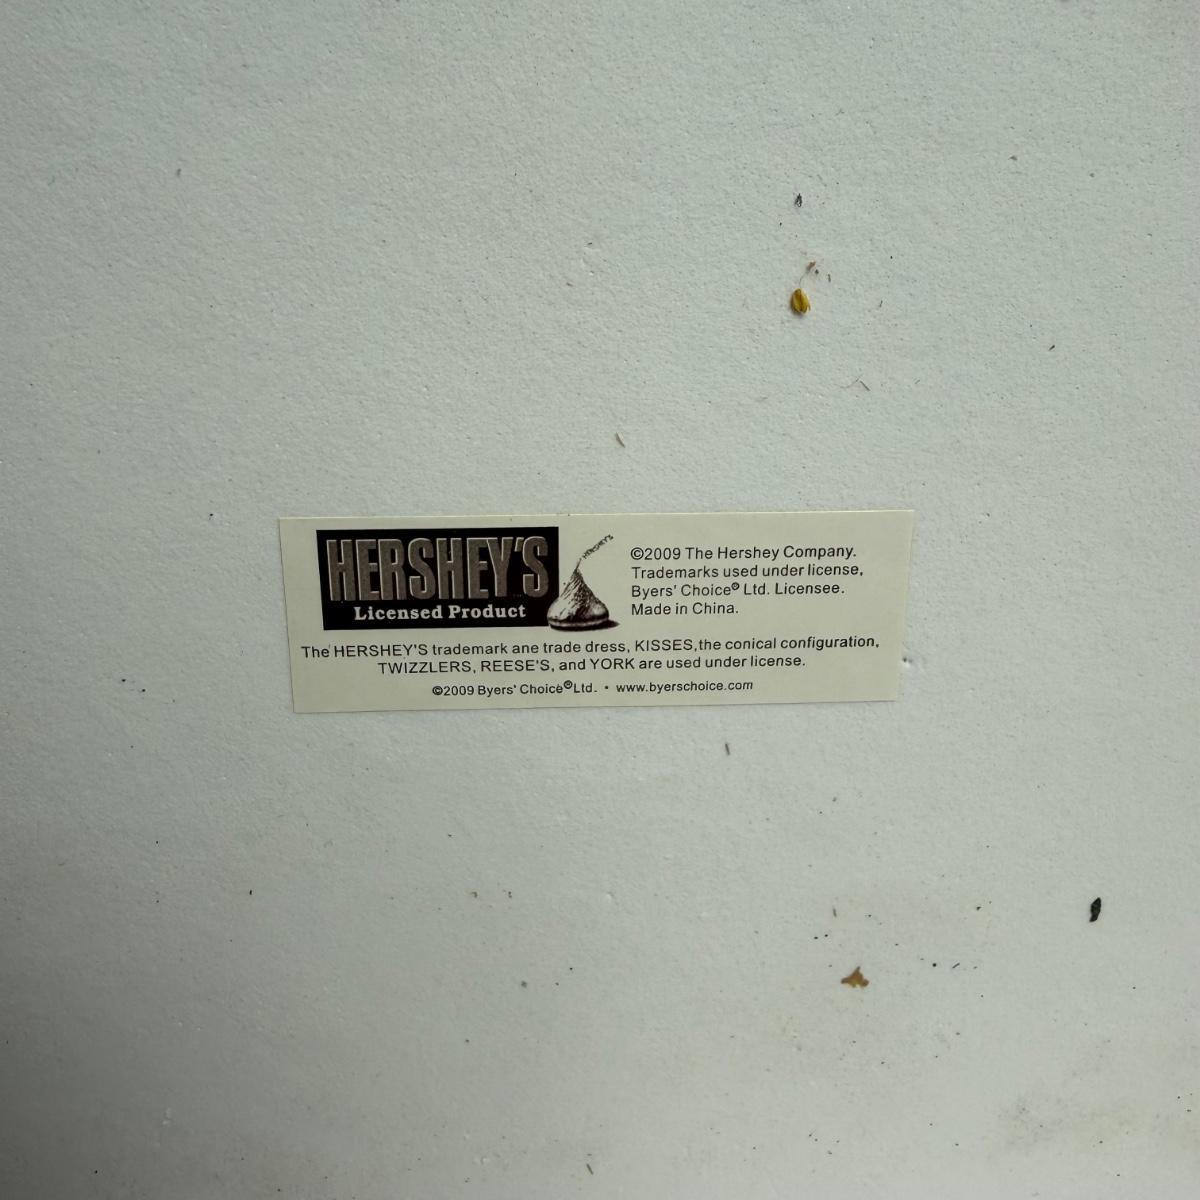 HERSHEY'S
Licensed Product
HERSHEY'S
©2009 The Hershey Company.
Trademarks used under license,
Byers' Choice® Ltd. Licensee.
Made in China.
The HERSHEY'S trademark ane trade dress, KISSES,the conical configuration,
TWIZZLERS, REESE'S, and YORK are used under license.
©2009 Byers' Choice®Ltd. • www.byerschoice.com